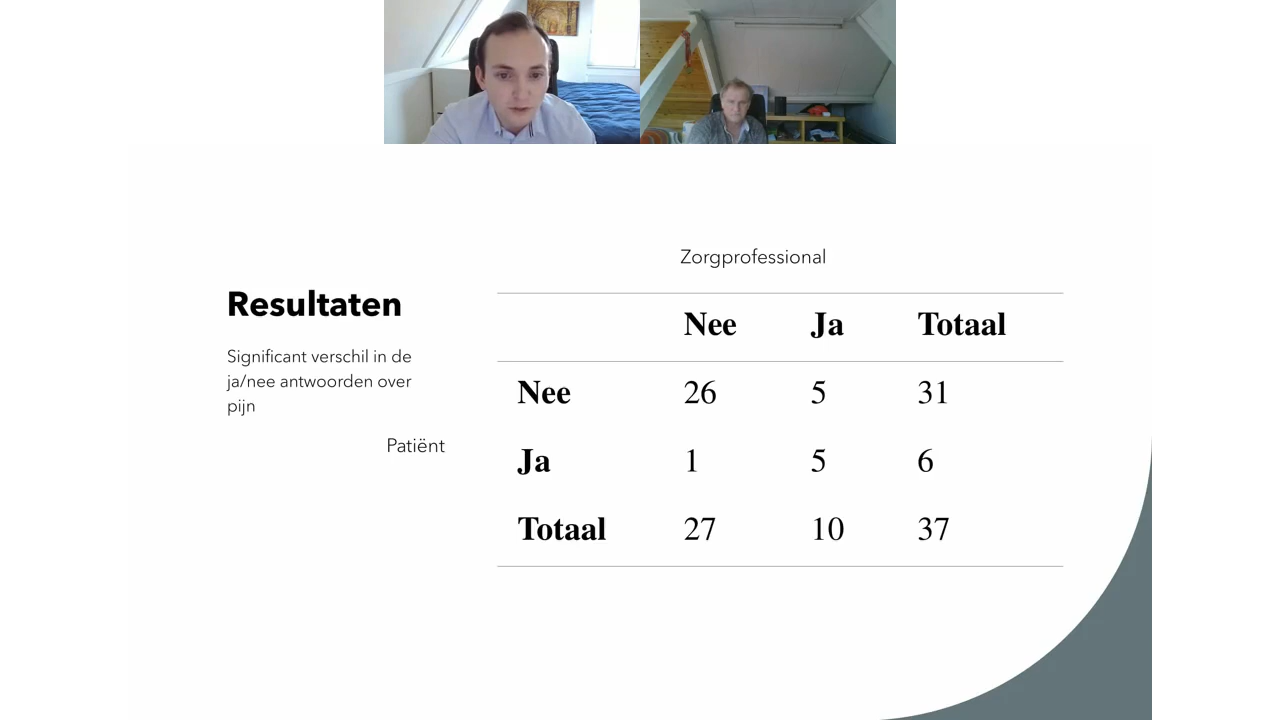 Zorgprofessional
Resultaten
Significant verschil in de
ja/nee antwoorden over
pijn
Patiënt
Nee Ja Totaal
Nee 26 5 31
Ja 1 5 6
Totaal 27 10 37